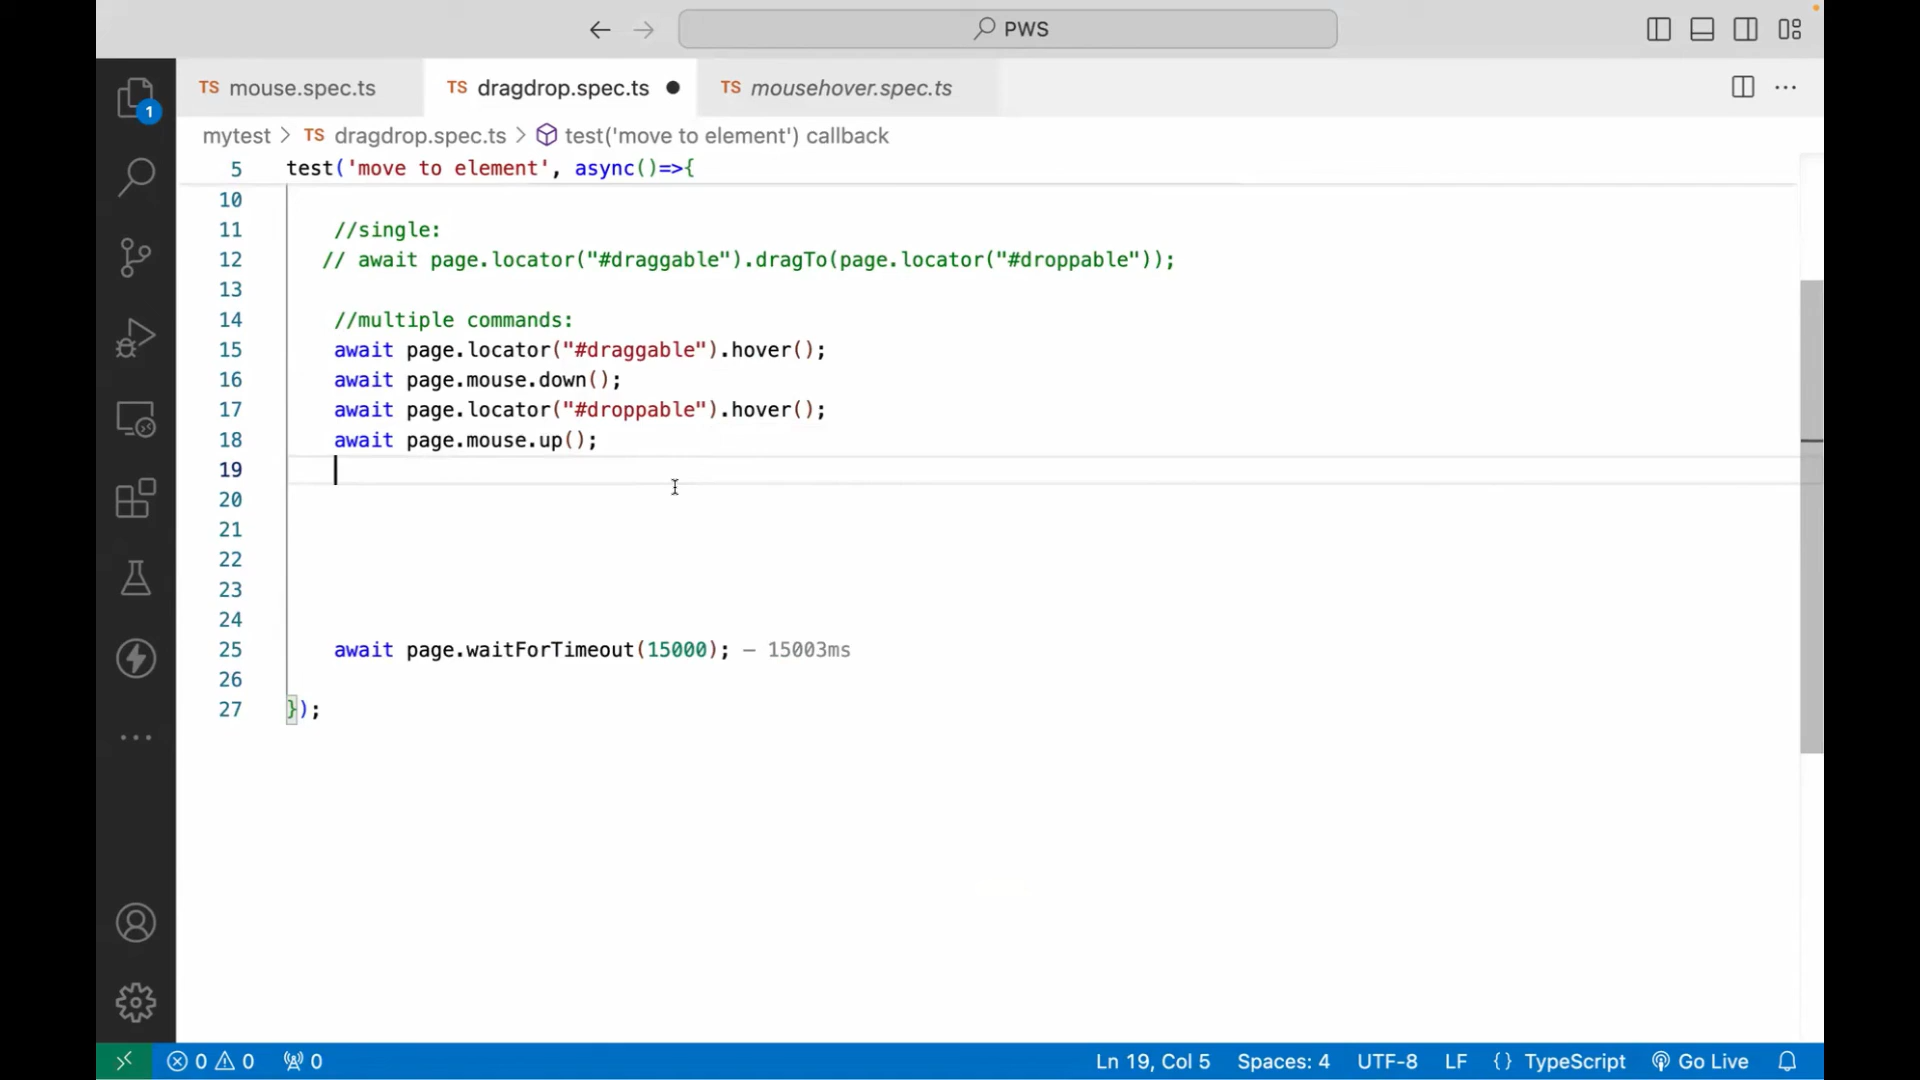 PWS
TS mouse.spec.ts TS dragdrop.spec.ts TS mousehover.spec.ts
1
mytest > TS dragdrop.spec.ts > test('move to element') callback
5 test('move to element', async()=>{
10
11 //single:
12 // await page.locator("#draggable").dragTo(page.locator("#droppable"));
13
14 //multiple commands:
15 await page.locator("#draggable").hover();
16 await page.mouse.down();
17 await page.locator("#droppable").hover();
18 await page.mouse.up();
19
20
21
22
23
24
25 await page.waitForTimeout(15000); — 15003ms
26
27 });
0 0 0 Ln 19, Col 5 Spaces: 4 UTF-8 LF {} TypeScript Go Live